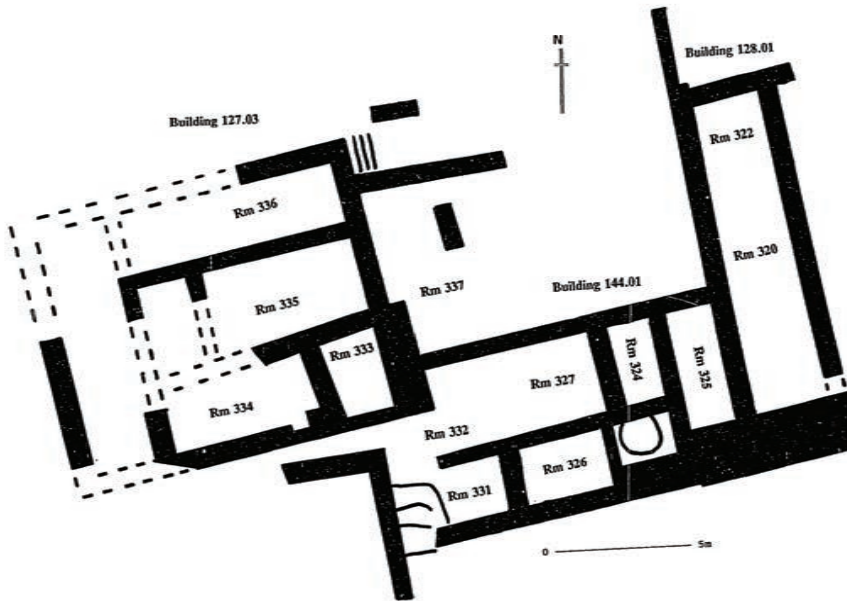 N
Building 128.01
Building 127.03
Rm 322
Rm 336
Rm 320
Rm 337
Building 144.01
Rm 335
Rm 333
Rm 324
Rm 325
Rm 327
Rm 334
Rm 332
Rm 326
Rm 331
0 5m